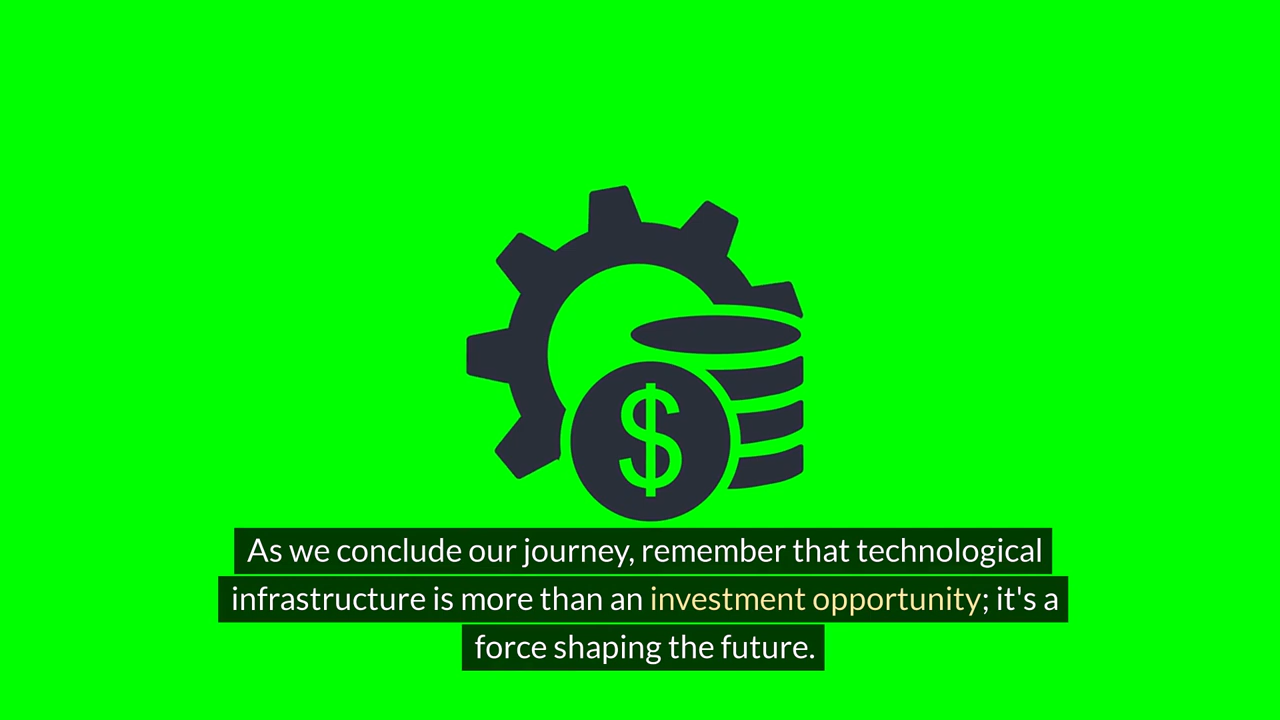 $
As we conclude our journey, remember that technological
infrastructure is more than an investment opportunity; it's a
force shaping the future.